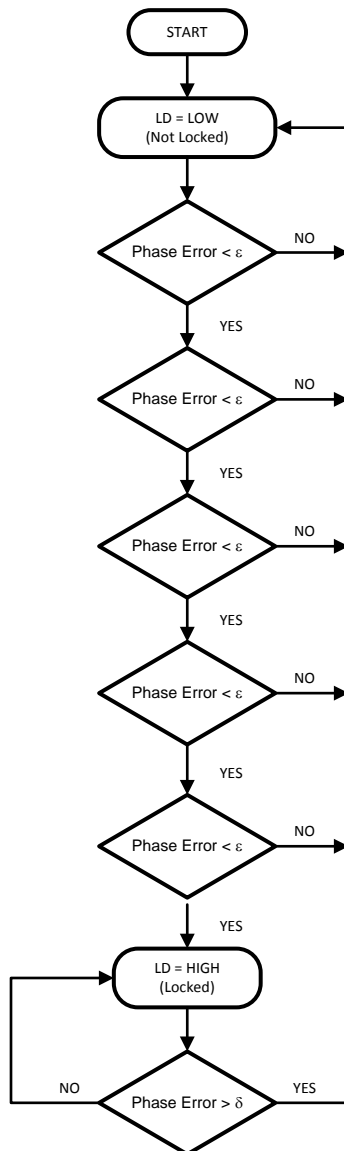 START
LD = LOW
(Not Locked)
Phase Error < ε
NO
YES
Phase Error < ε
NO
YES
Phase Error < ε
NO
YES
Phase Error < ε
NO
YES
Phase Error < ε
NO
YES
LD = HIGH
(Locked)
NO
Phase Error > δ
YES